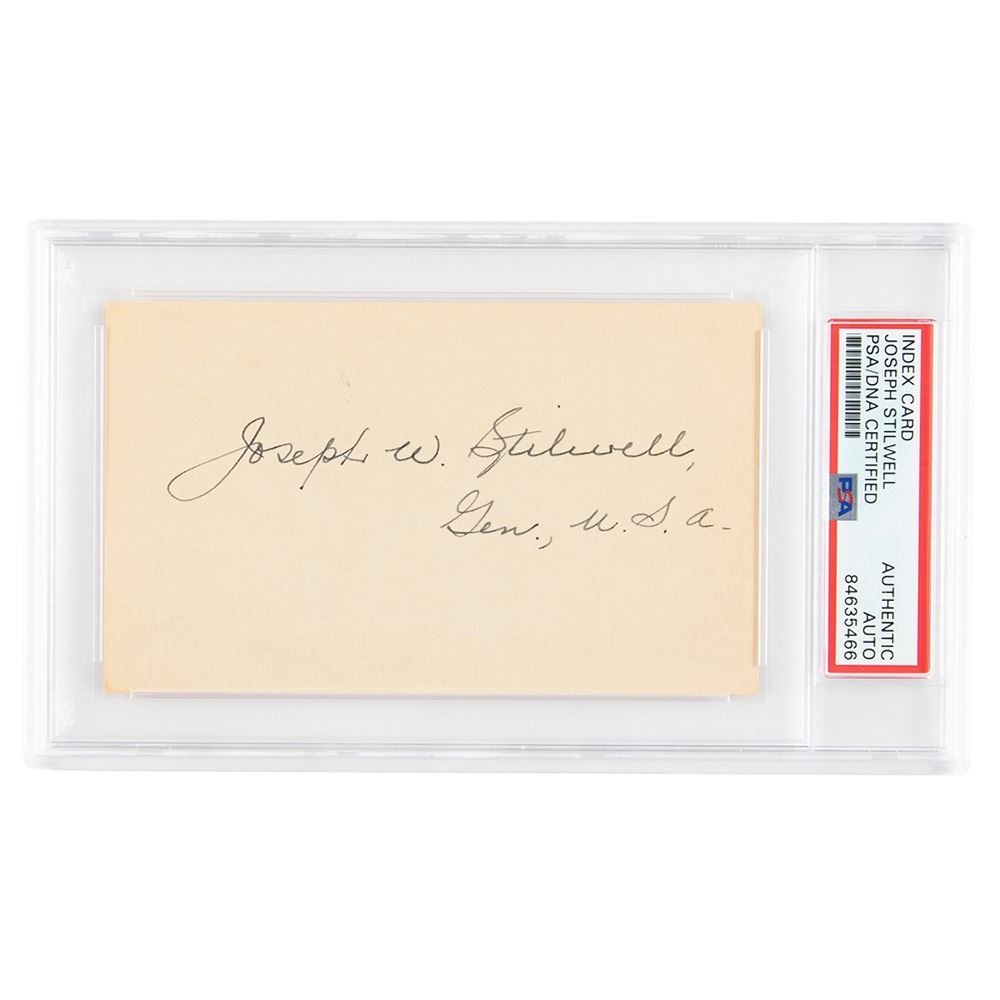 Joseph W. Stilwell,
Gen., U.S.A-
INDEX CARD
JOSEPH STILWELL
PSA/DNA CERTIFIED
PSA
AUTHENTIC
AUTO
84635466